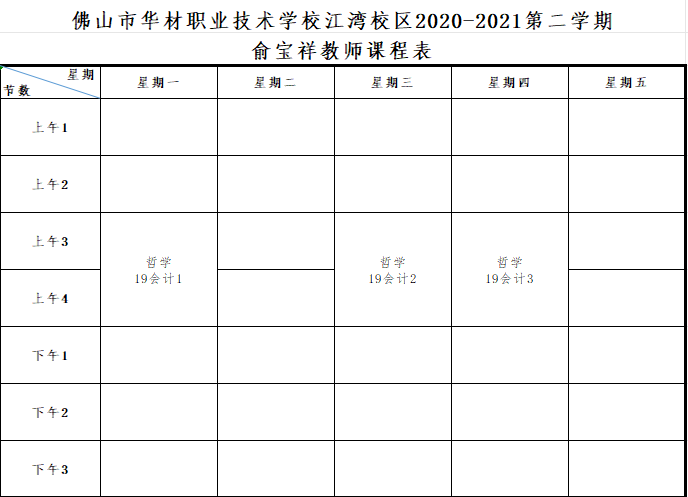 佛山市华材职业技术学校江湾校区2020-2021第二学期
俞宝祥教师课程表
星期
节数
星期一 星期二 星期三 星期四 星期五
上午1
上午2
上午3
哲学 哲学 哲学
19会计1 19会计2 19会计3
上午4
下午1
下午2
下午3